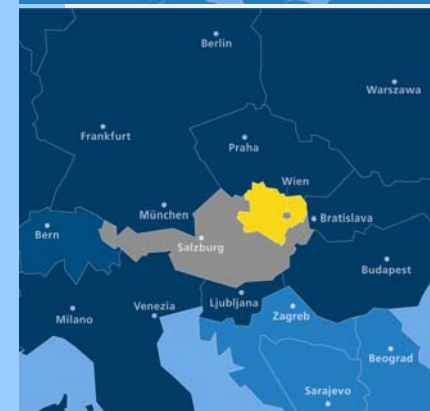 Berlin
Warszawa
Frankfurt
Praha
Wien
München
Bratislava
Bern
Salzburg
Budapest
Venezia
Ljubljana
Milano
Zagreb
Beograd
Sarajevo